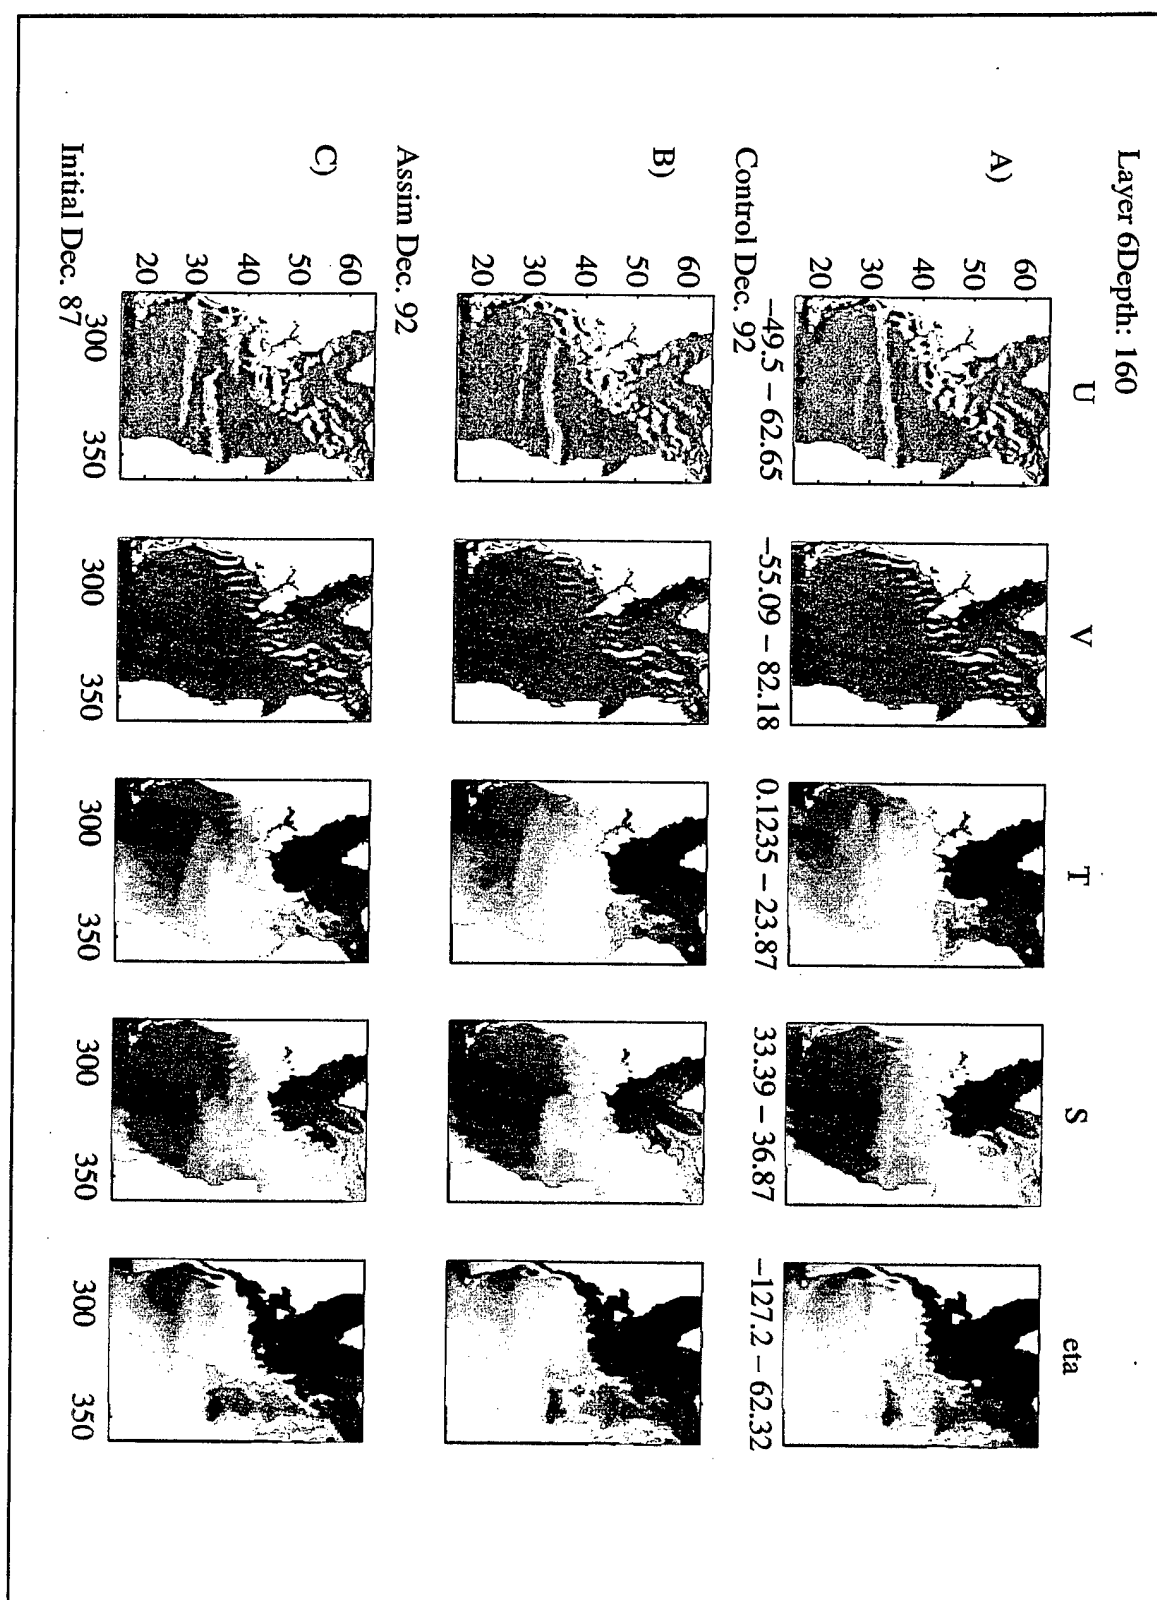 Layer 6Depth: 160
U V T S eta
60
A)
50
40
30
20
−49.5 − 62.65 −55.09 − 82.18 0.1235 − 23.87 33.39 − 36.87 −127.2 − 62.32
Control Dec. 92
60
B)
50
40
30
20
Assim Dec. 92
60
C)
50
40
30
20
300 350 300 350 300 350 300 350 300 350
Initial Dec. 87